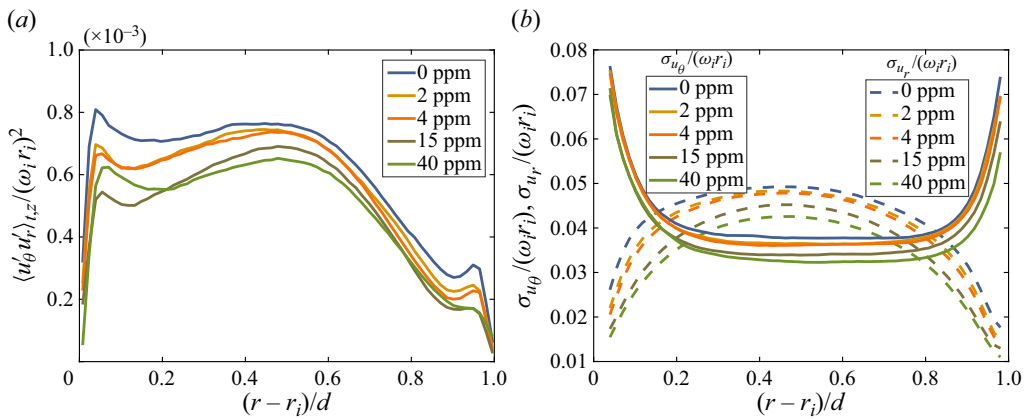 (a)
(×10⁻³)
1.0
0.8
0.6
0.4
0.2
0
0.2
0.4
0.6
0.8
1.0
⟨u′θu′r⟩t,z/(ωi ri)²
(r – ri)/d
0 ppm
2 ppm
4 ppm
15 ppm
40 ppm
(b)
0.08
0.07
0.06
0.05
0.04
0.03
0.02
0.01
0
0.2
0.4
0.6
0.8
1.0
σuθ/(ωiri), σur/(ωiri)
(r – ri)/d
σuθ/(ωiri)
0 ppm
2 ppm
4 ppm
15 ppm
40 ppm
σur/(ωiri)
0 ppm
2 ppm
4 ppm
15 ppm
40 ppm